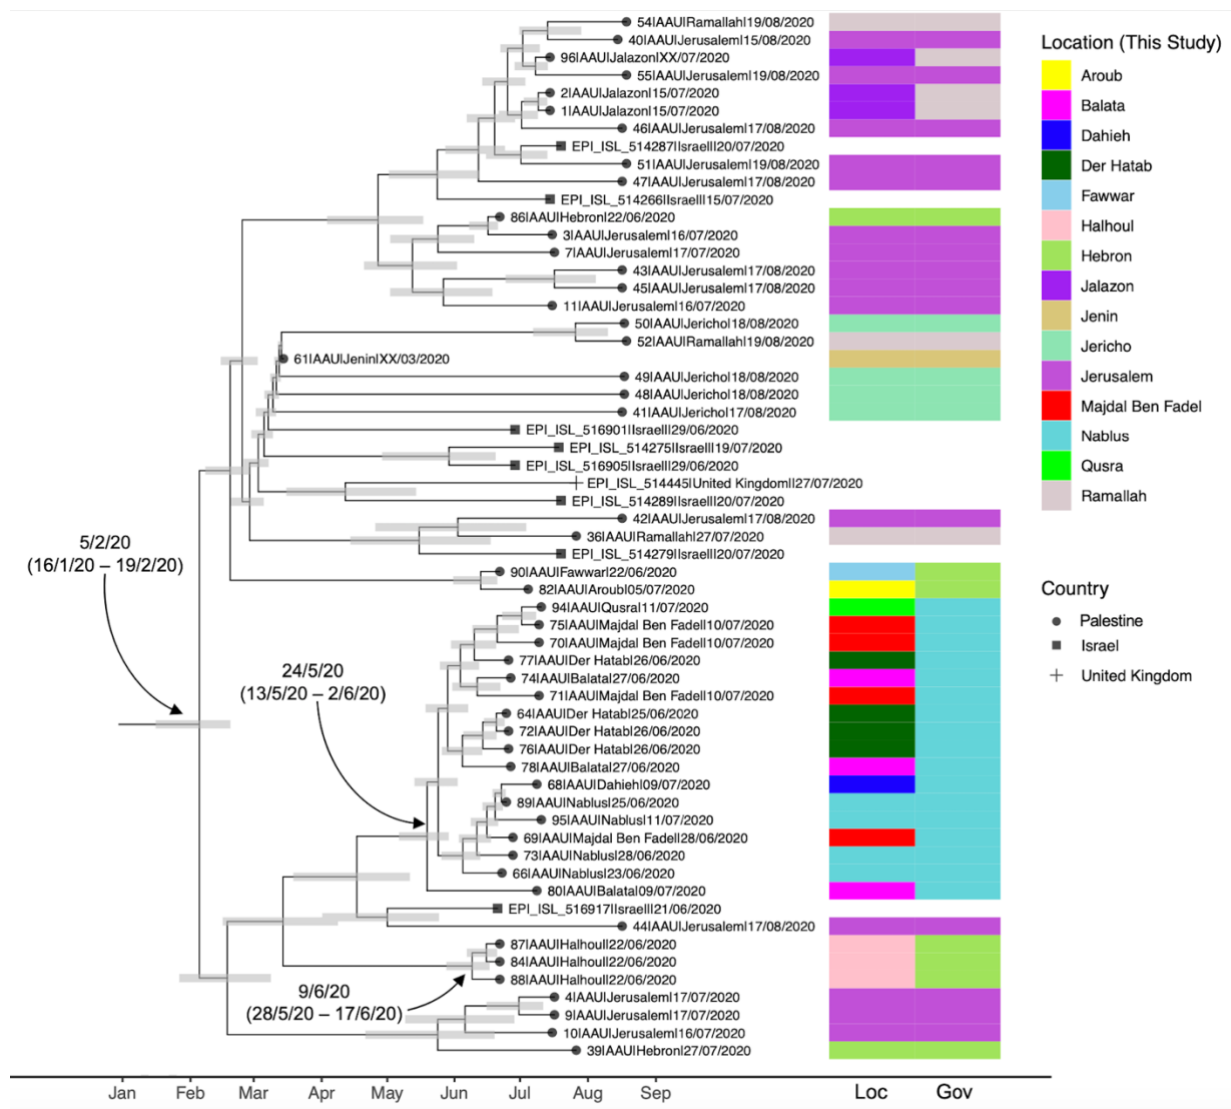 54|AAU|Ramallah|19/08/2020
40|AAU|Jerusalem|15/08/2020
96|AAU|Jalazon|XX/07/2020
55|AAU|Jerusalem|19/08/2020
2|AAU|Jalazon|15/07/2020
1|AAU|Jalazon|15/07/2020
46|AAU|Jerusalem|17/08/2020
EPI_ISL_514287|Israel||20/07/2020
51|AAU|Jerusalem|19/08/2020
47|AAU|Jerusalem|17/08/2020
EPI_ISL_514266|Israel||15/07/2020
86|AAU|Hebron|22/06/2020
3|AAU|Jerusalem|16/07/2020
7|AAU|Jerusalem|17/07/2020
43|AAU|Jerusalem|17/08/2020
45|AAU|Jerusalem|17/08/2020
11|AAU|Jerusalem|16/07/2020
50|AAU|Jericho|18/08/2020
52|AAU|Ramallah|19/08/2020
61|AAU|Jenin|XX/03/2020
49|AAU|Jericho|18/08/2020
48|AAU|Jericho|18/08/2020
41|AAU|Jericho|17/08/2020
EPI_ISL_516901|Israel||29/06/2020
EPI_ISL_514275|Israel||19/07/2020
EPI_ISL_516905|Israel||29/06/2020
EPI_ISL_514445|United Kingdom||27/07/2020
EPI_ISL_514289|Israel||20/07/2020
42|AAU|Jerusalem|17/08/2020
36|AAU|Ramallah|27/07/2020
EPI_ISL_514279|Israel||20/07/2020
90|AAU|Fawwar|22/06/2020
82|AAU|Aroub|05/07/2020
94|AAU|Qusra|11/07/2020
75|AAU|Majdal Ben Fadel|10/07/2020
70|AAU|Majdal Ben Fadel|10/07/2020
77|AAU|Der Hatab|26/06/2020
74|AAU|Balata|27/06/2020
71|AAU|Majdal Ben Fadel|10/07/2020
64|AAU|Der Hatab|25/06/2020
72|AAU|Der Hatab|26/06/2020
76|AAU|Der Hatab|26/06/2020
78|AAU|Balata|27/06/2020
68|AAU|Dahieh|09/07/2020
89|AAU|Nablus|25/06/2020
95|AAU|Nablus|11/07/2020
69|AAU|Majdal Ben Fadel|28/06/2020
73|AAU|Nablus|28/06/2020
66|AAU|Nablus|23/06/2020
80|AAU|Balata|09/07/2020
EPI_ISL_516917|Israel||21/06/2020
44|AAU|Jerusalem|17/08/2020
87|AAU|Halhoul|22/06/2020
84|AAU|Halhoul|22/06/2020
88|AAU|Halhoul|22/06/2020
4|AAU|Jerusalem|17/07/2020
9|AAU|Jerusalem|17/07/2020
10|AAU|Jerusalem|16/07/2020
39|AAU|Hebron|27/07/2020
5/2/20
(16/1/20 – 19/2/20)
24/5/20
(13/5/20 – 2/6/20)
9/6/20
(28/5/20 – 17/6/20)
Jan Feb Mar Apr May Jun Jul Aug Sep Loc Gov
Location (This Study)
Aroub
Balata
Dahieh
Der Hatab
Fawwar
Halhoul
Hebron
Jalazon
Jenin
Jericho
Jerusalem
Majdal Ben Fadel
Nablus
Qusra
Ramallah
Country
Palestine
Israel
United Kingdom